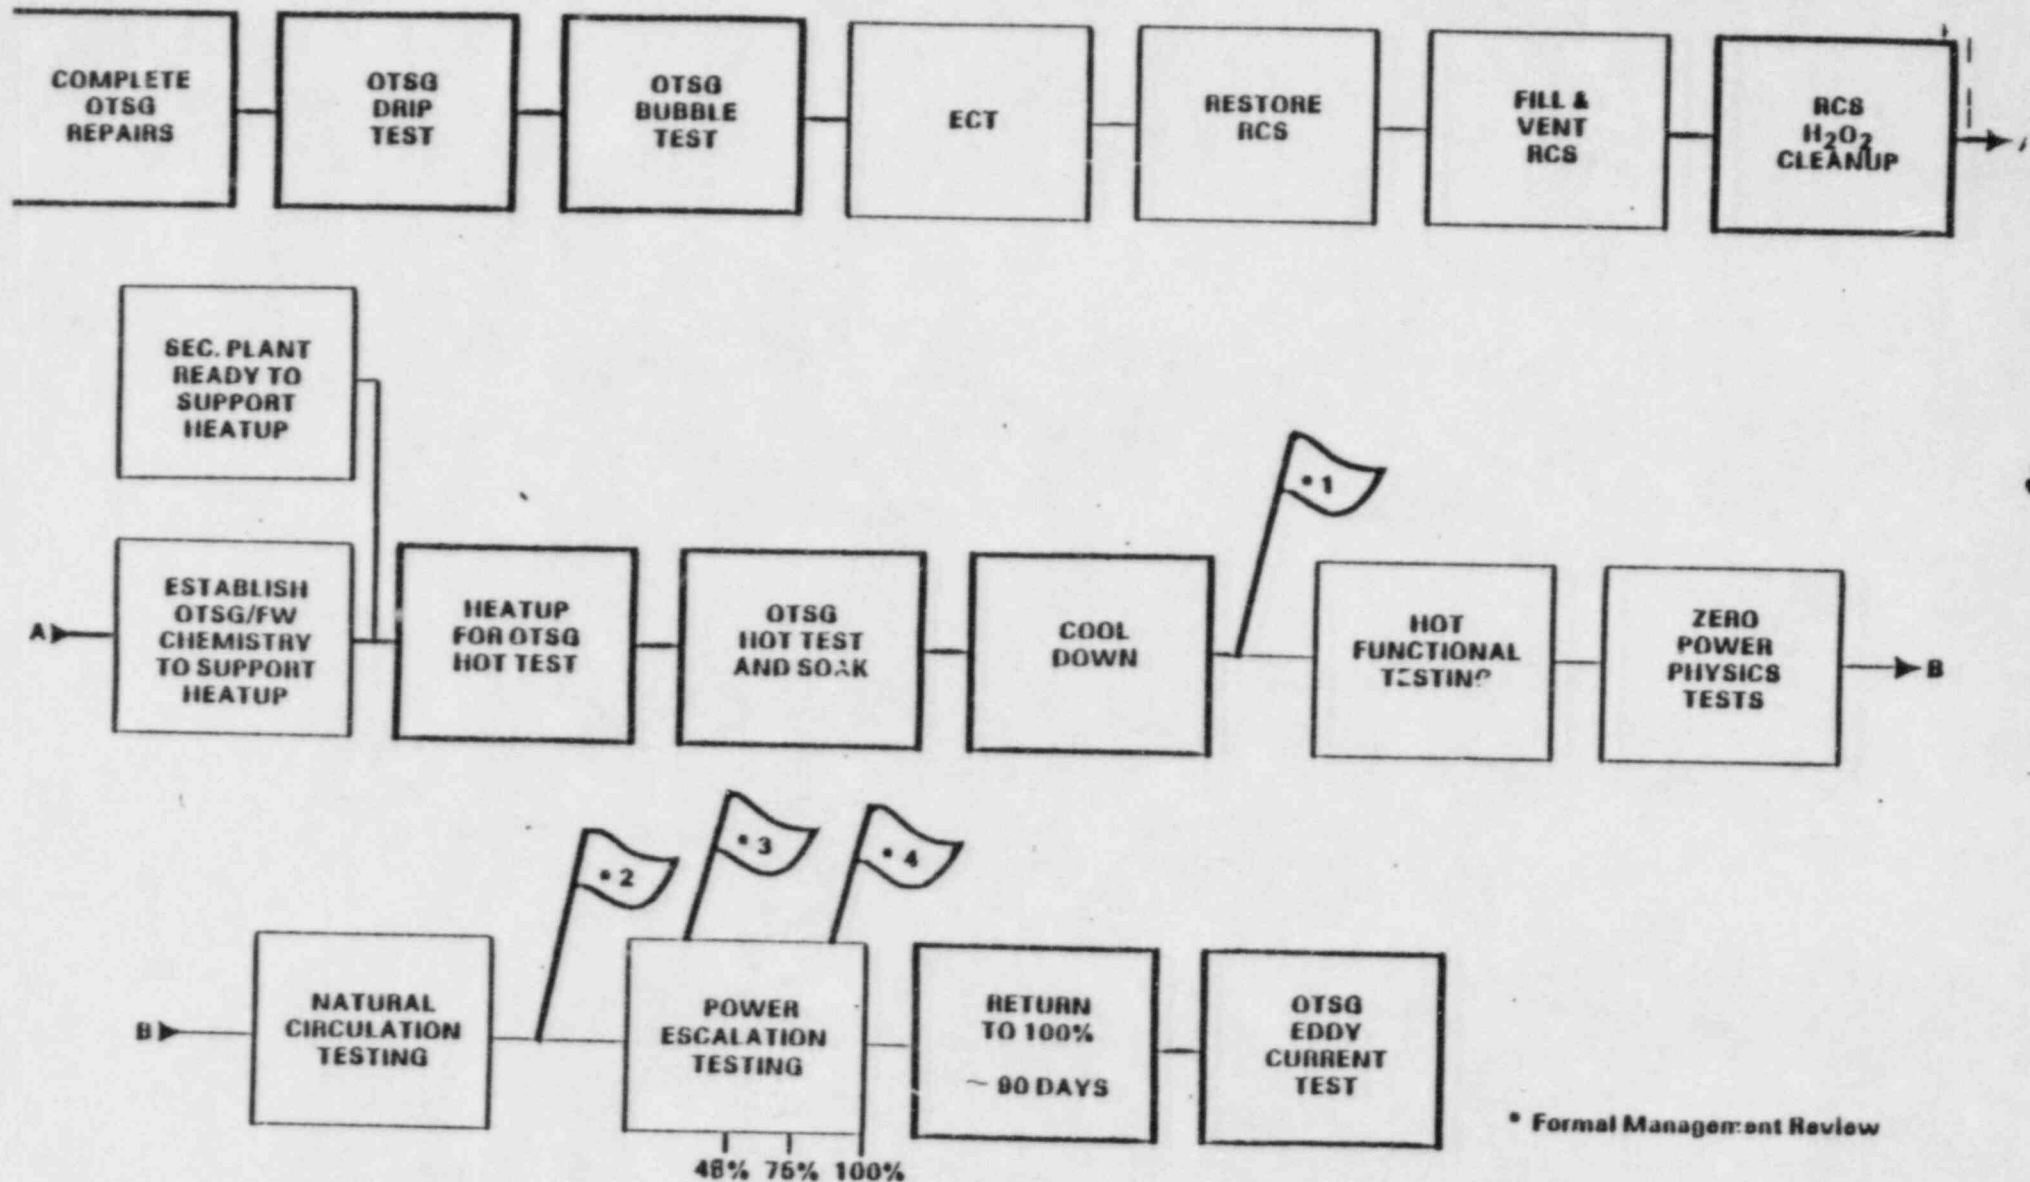 COMPLETE
OTSG
REPAIRS
OTSG
DRIP
TEST
OTSG
BUBBLE
TEST
ECT
RESTORE
RCS
FILL &
VENT
RCS
RCS
H₂O₂
CLEANUP
SEC. PLANT
READY TO
SUPPORT
HEATUP
A
ESTABLISH
OTSG/FW
CHEMISTRY
TO SUPPORT
HEATUP
HEATUP
FOR OTSG
HOT TEST
OTSG
HOT TEST
AND SOAK
COOL
DOWN
* 1
HOT
FUNCTIONAL
TESTING
ZERO
POWER
PHYSICS
TESTS
B
B
NATURAL
CIRCULATION
TESTING
* 2
* 3
* 4
POWER
ESCALATION
TESTING
75% 100%
RETURN
TO 100%
~ 90 DAYS
OTSG
EDDY
CURRENT
TEST
* Formal Management Review